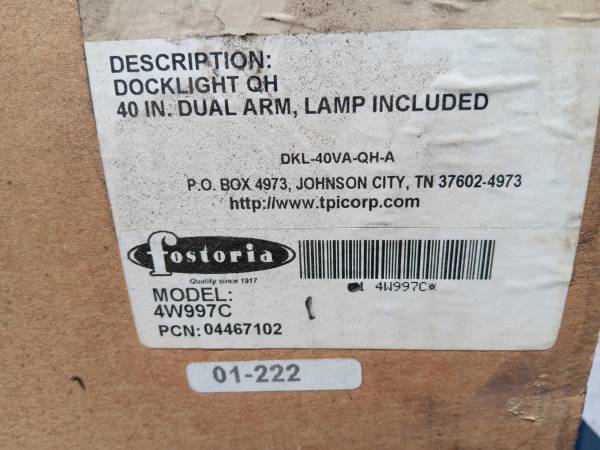 DESCRIPTION:
DOCKLIGHT QH
40 IN. DUAL ARM, LAMP INCLUDED
DKL-40VA-QH-A
P.O. BOX 4973, JOHNSON CITY, TN 37602-4973
http://www.tpicorp.com
fostoria
Quality since 1917
4W997C*
MODEL:
4W997C
PCN: 04467102
01-222